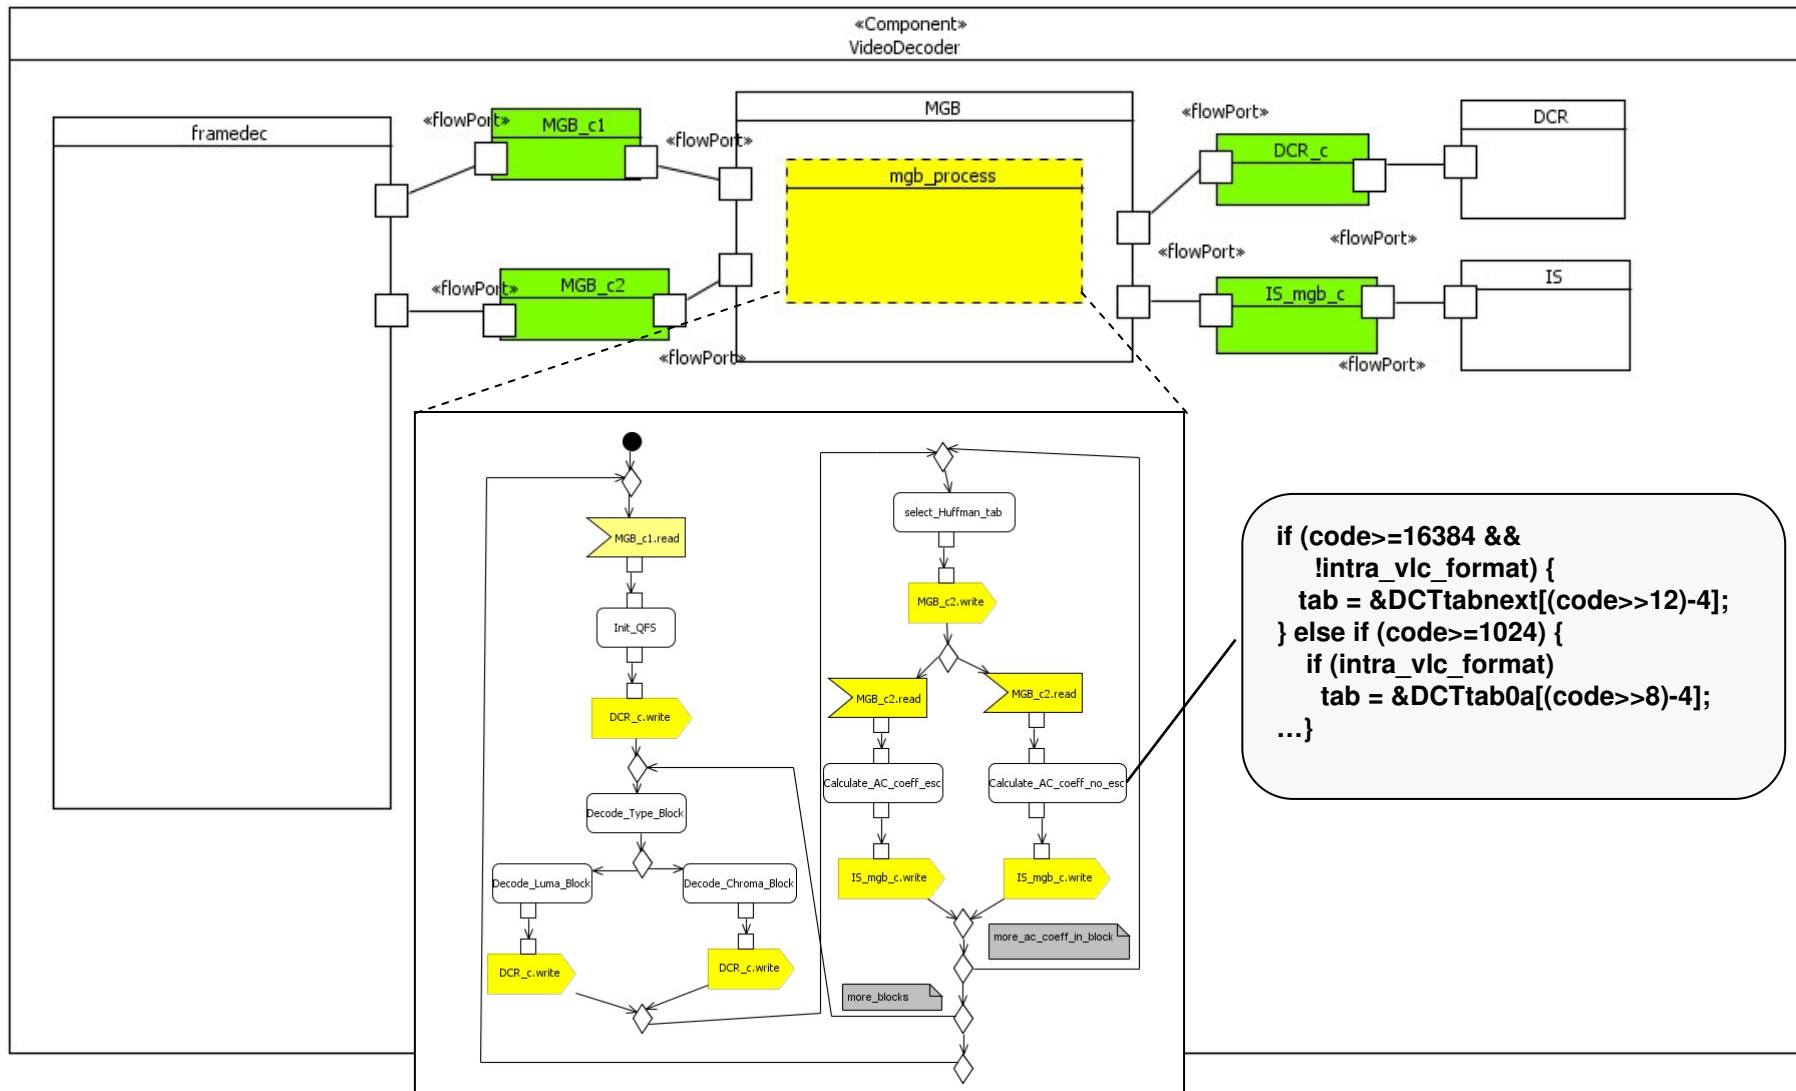 «Component»
VideoDecoder
framedec
«flowPort»
MGB_c1
«flowPort»
MGB
mgb_process
«flowPort»
DCR_c
DCR
«flowPort»
MGB_c2
«flowPort»
«flowPort»
«flowPort»
IS_mgb_c
IS
«flowPort»
MGB_c1.read
Init_QFS
DCR_c.write
Decode_Type_Block
Decode_Luma_Block
Decode_Chroma_Block
DCR_c.write
DCR_c.write
select_Huffman_tab
MGB_c2.write
MGB_c2.read
MGB_c2.read
Calculate_AC_coeff_esc
Calculate_AC_coeff_no_esc
IS_mgb_c.write
IS_mgb_c.write
more_ac_coeff_in_block
more_blocks
if (code>=16384 &&
!intra_vlc_format) {
tab = &DCTtabnext[(code>>12)-4];
} else if (code>=1024) {
if (intra_vlc_format)
tab = &DCTtab0a[(code>>8)-4];
…}